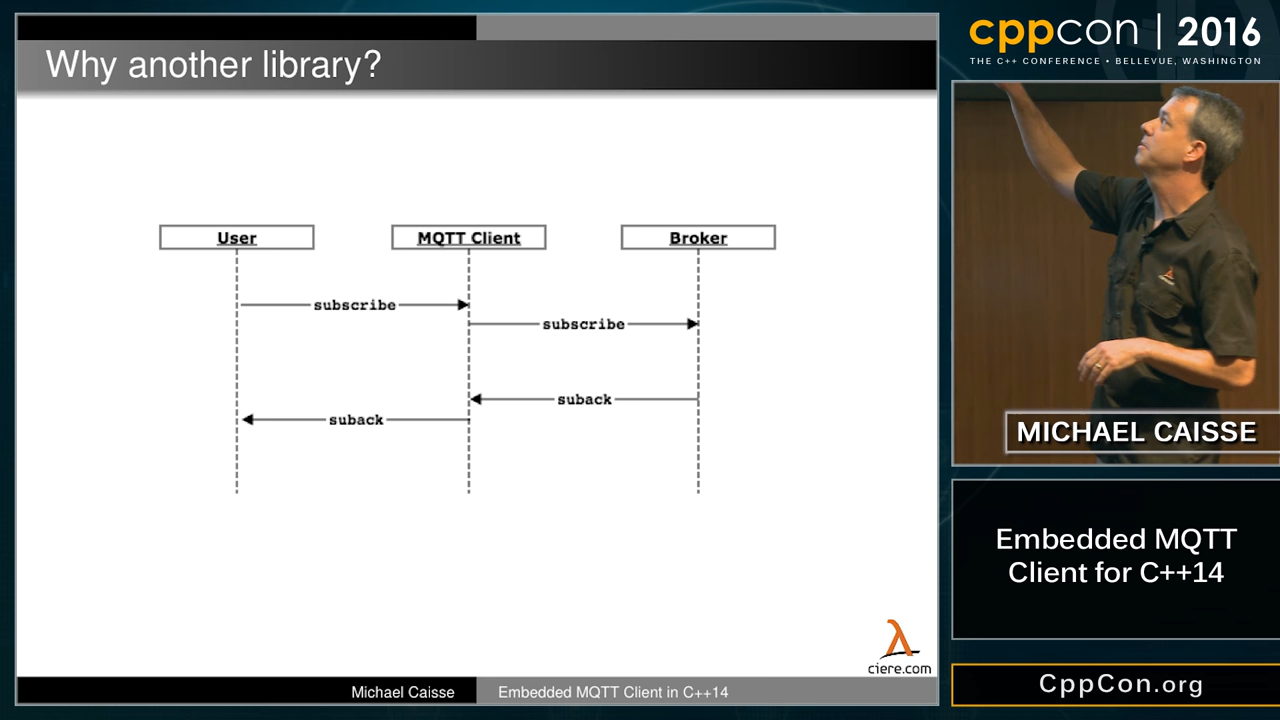 Why another library?
User
MQTT Client
Broker
subscribe
subscribe
suback
suback
λ
ciere.com
Michael Caisse
Embedded MQTT Client in C++14
cppcon | 2016
THE C++ CONFERENCE • BELLEVUE, WASHINGTON
MICHAEL CAISSE
Embedded MQTT
Client for C++14
CppCon.org